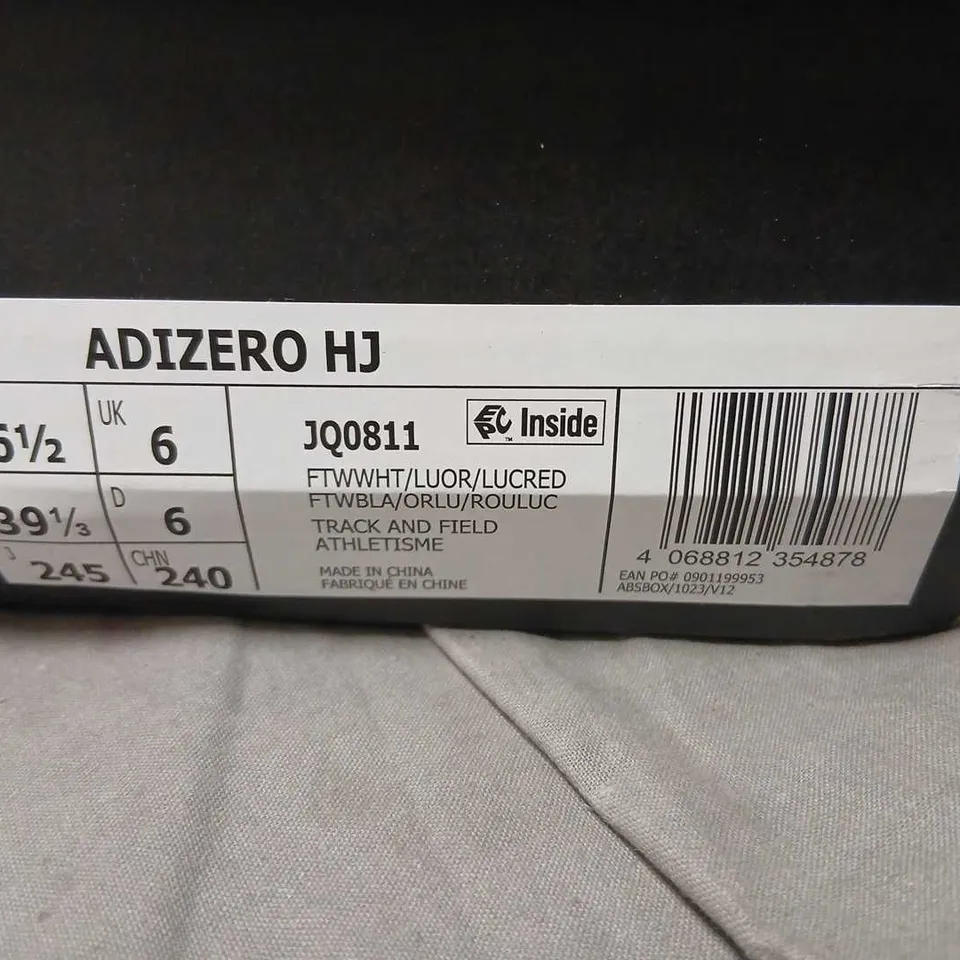 ADIZERO HJ
6½ UK 6
39⅓ D 6
J 245 CHN 240
JQ0811 EPC™ Inside
FTWWHT/LUOR/LUCRED
FTWBLA/ORLU/ROULUC
TRACK AND FIELD
ATHLETISME
MADE IN CHINA
FABRIQUÉ EN CHINE
4 068812 354878
EAN PO# 0901199953
ABSBOX/1023/V12